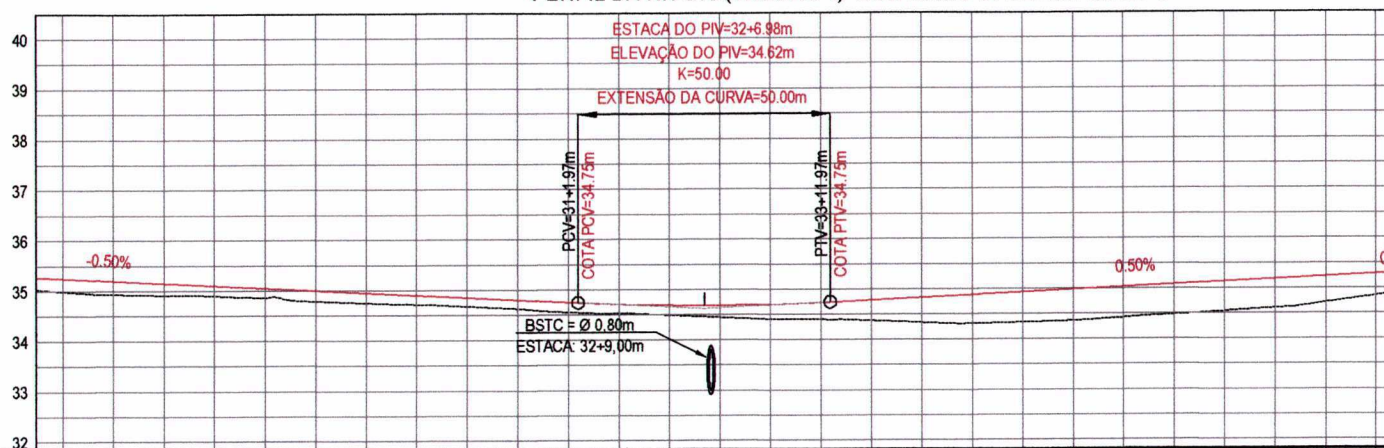 ESTACA DO PIV=32+6.98m
ELEVAÇÃO DO PIV=34.62m
K=50.00
EXTENSÃO DA CURVA=50.00m
40
39
38
37
36
35
34
33
32
PCV=31+1.97m
COTA PCV=34.75m
PTV=33+11.97m
COTA PTV=34.75m
-0.50%
0.50%
BSTC = Ø 0.80m
ESTACA: 32+9,00m